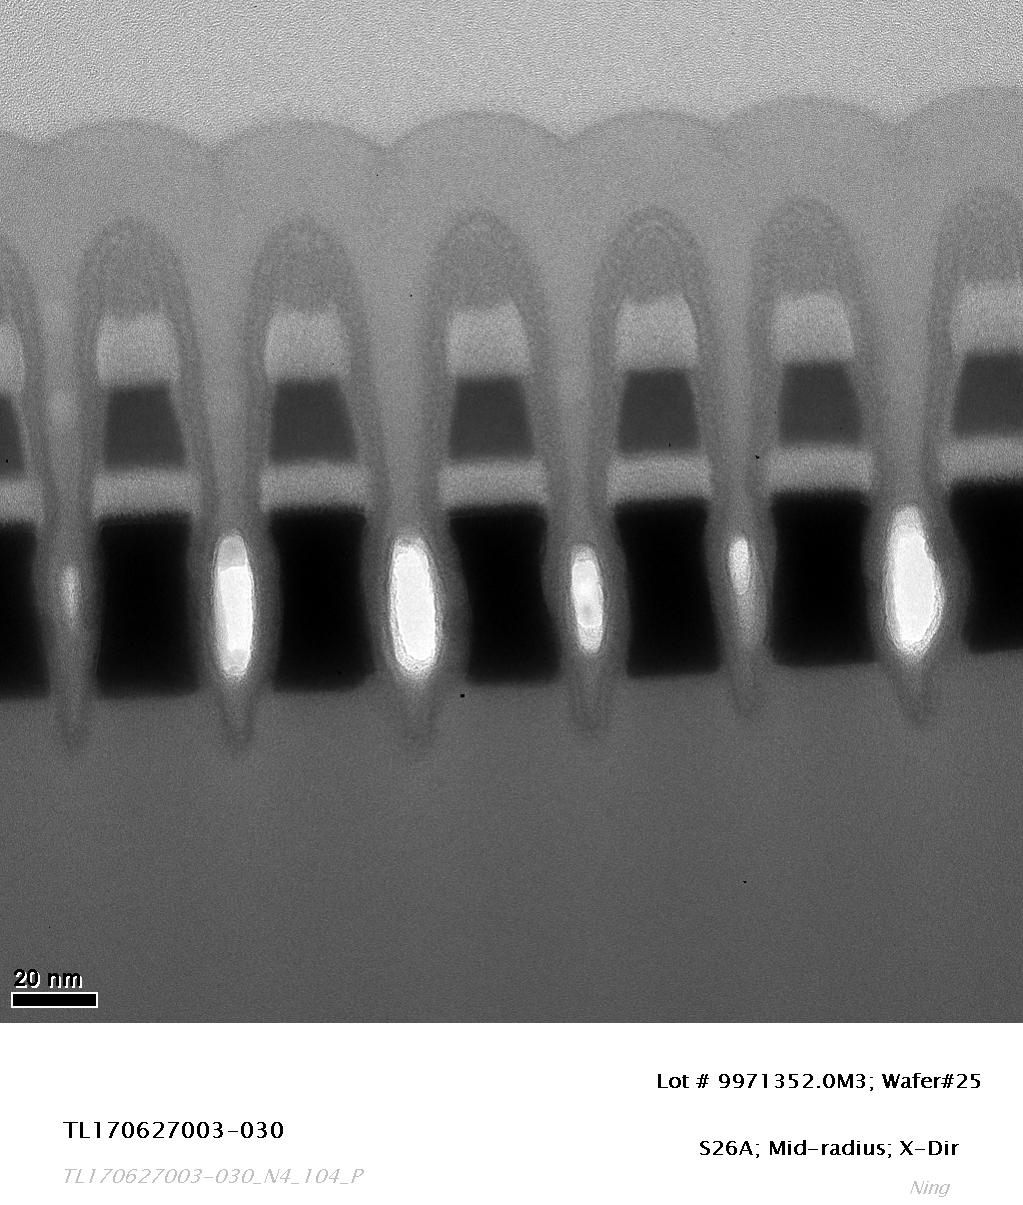 20 nm
Lot # 9971352.0M3; Wafer#25
TL170627003-030
S26A; Mid-radius; X-Dir
TL170627003-030_N4_104_P
Ning